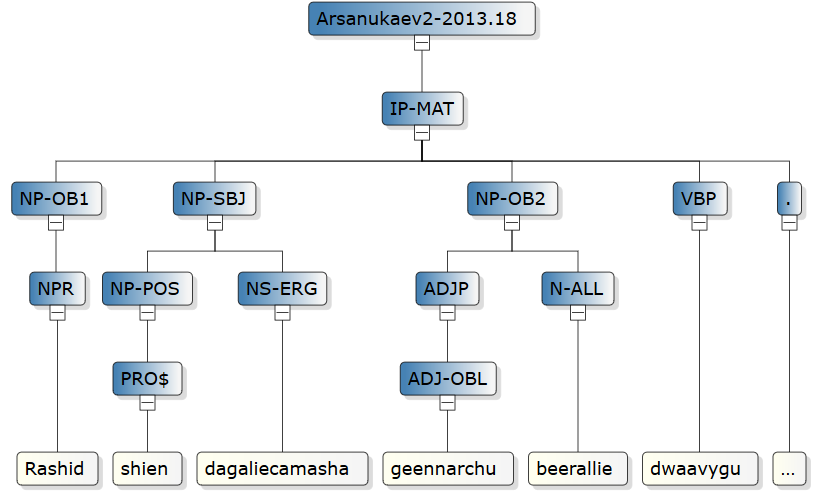 Arsanukaev2-2013.18
IP-MAT
NP-OB1 NP-SBJ NP-OB2 VBP .
NPR NP-POS NS-ERG ADJP N-ALL
PRO$ ADJ-OBL
Rashid shien dagaliecamasha geennarchu beerallie dwaavygu ...